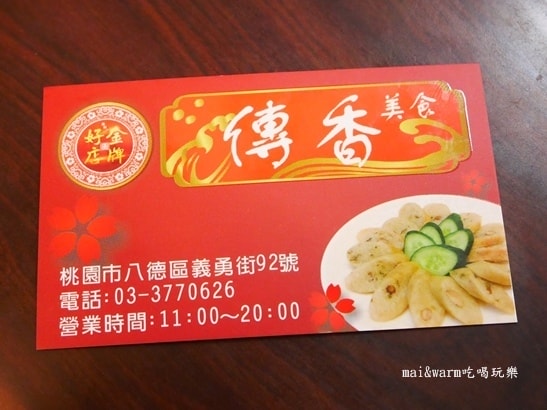 金牌
好店
傳香美食
桃園市八德區義勇街92號
電話:03-3770626
營業時間:11:00~20:00
mai&warm吃喝玩樂